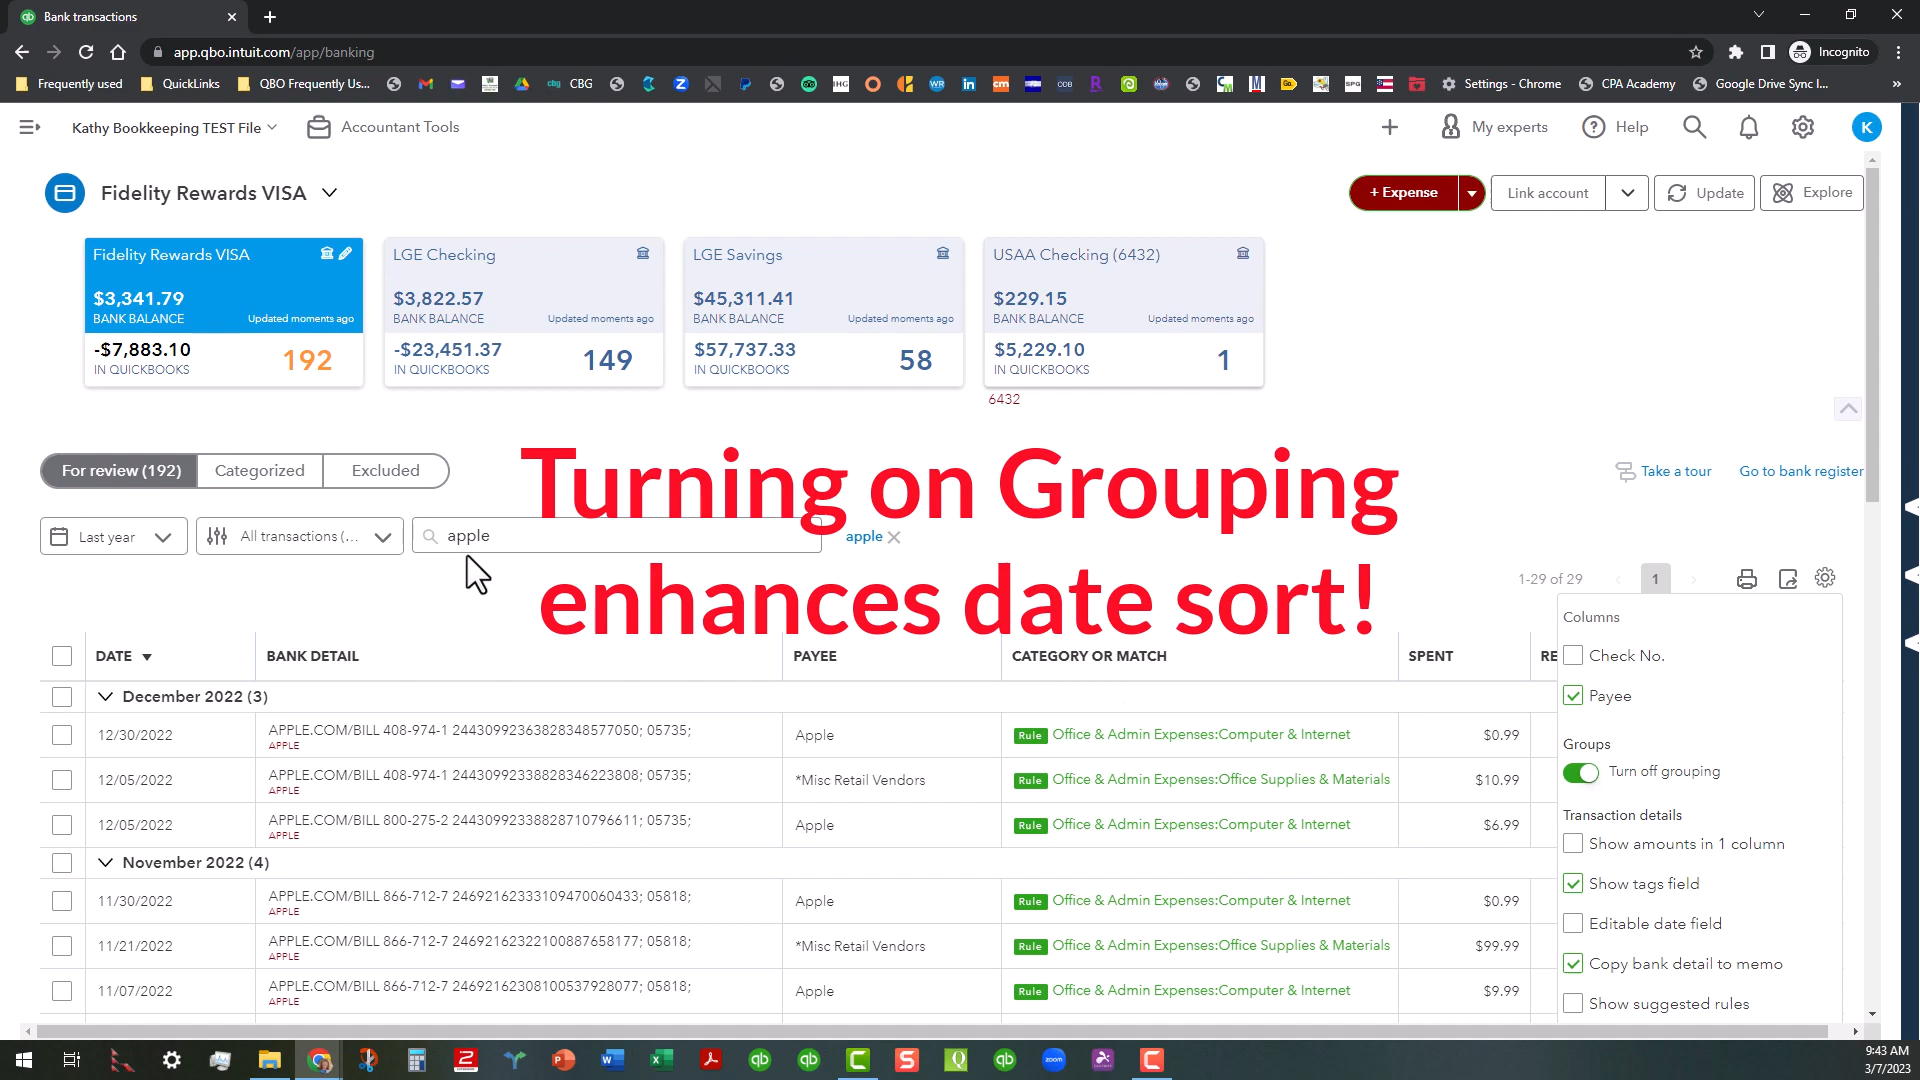 Bank transactions
app.qbo.intuit.com/app/banking
Incognito
Frequently used
QuickLinks
QBO Frequently Us...
CBG
Settings - Chrome
CPA Academy
Google Drive Sync I...
Kathy Bookkeeping TEST File
Accountant Tools
My experts
Help
K
Fidelity Rewards VISA
+ Expense
Link account
Update
Explore
Fidelity Rewards VISA
$3,341.79
BANK BALANCE
Updated moments ago
-$7,883.10
IN QUICKBOOKS
192
LGE Checking
$3,822.57
BANK BALANCE
Updated moments ago
-$23,451.37
IN QUICKBOOKS
149
LGE Savings
$45,311.41
BANK BALANCE
Updated moments ago
$57,737.33
IN QUICKBOOKS
58
USAA Checking (6432)
$229.15
BANK BALANCE
Updated moments ago
$5,229.10
IN QUICKBOOKS
1
6432
Turning on Grouping
enhances date sort!
For review (192)
Categorized
Excluded
Take a tour
Go to bank register
Last year
All transactions (...
apple
apple
1-29 of 29
1
DATE
BANK DETAIL
PAYEE
CATEGORY OR MATCH
SPENT
RE
December 2022 (3)
12/30/2022
APPLE.COM/BILL 408-974-1 24430992363828348577050; 05735;
APPLE
Apple
Rule Office & Admin Expenses:Computer & Internet
$0.99
12/05/2022
APPLE.COM/BILL 408-974-1 24430992338828346223808; 05735;
APPLE
*Misc Retail Vendors
Rule Office & Admin Expenses:Office Supplies & Materials
$10.99
12/05/2022
APPLE.COM/BILL 800-275-2 24430992338828710796611; 05735;
APPLE
Apple
Rule Office & Admin Expenses:Computer & Internet
$6.99
November 2022 (4)
11/30/2022
APPLE.COM/BILL 866-712-7 24692162333109470060433; 05818;
APPLE
Apple
Rule Office & Admin Expenses:Computer & Internet
$0.99
11/21/2022
APPLE.COM/BILL 866-712-7 24692162322100887658177; 05818;
APPLE
*Misc Retail Vendors
Rule Office & Admin Expenses:Office Supplies & Materials
$99.99
11/07/2022
APPLE.COM/BILL 866-712-7 24692162308100537928077; 05818;
APPLE
Apple
Rule Office & Admin Expenses:Computer & Internet
$9.99
Columns
Check No.
Payee
Groups
Turn off grouping
Transaction details
Show amounts in 1 column
Show tags field
Editable date field
Copy bank detail to memo
Show suggested rules
9:43 AM
3/7/2023